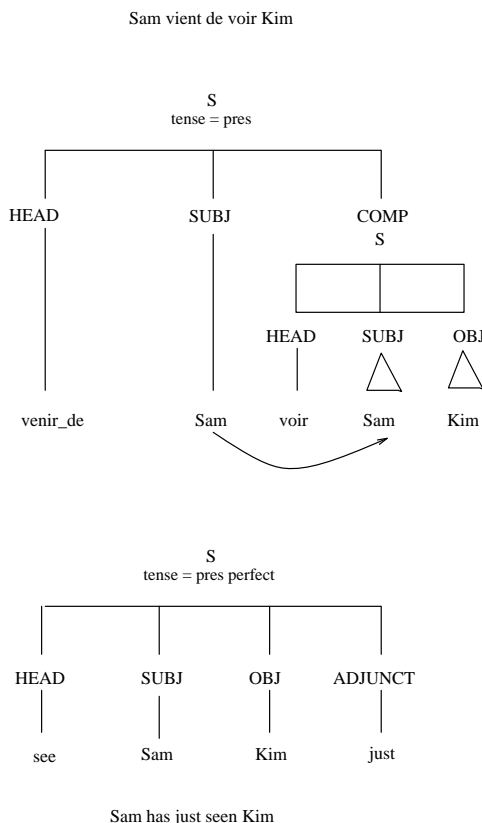 Sam vient de voir Kim
S
tense = pres
HEAD SUBJ COMP
S
HEAD SUBJ OBJ
venir_de Sam voir Sam Kim
S
tense = pres perfect
HEAD SUBJ OBJ ADJUNCT
see Sam Kim just
Sam has just seen Kim